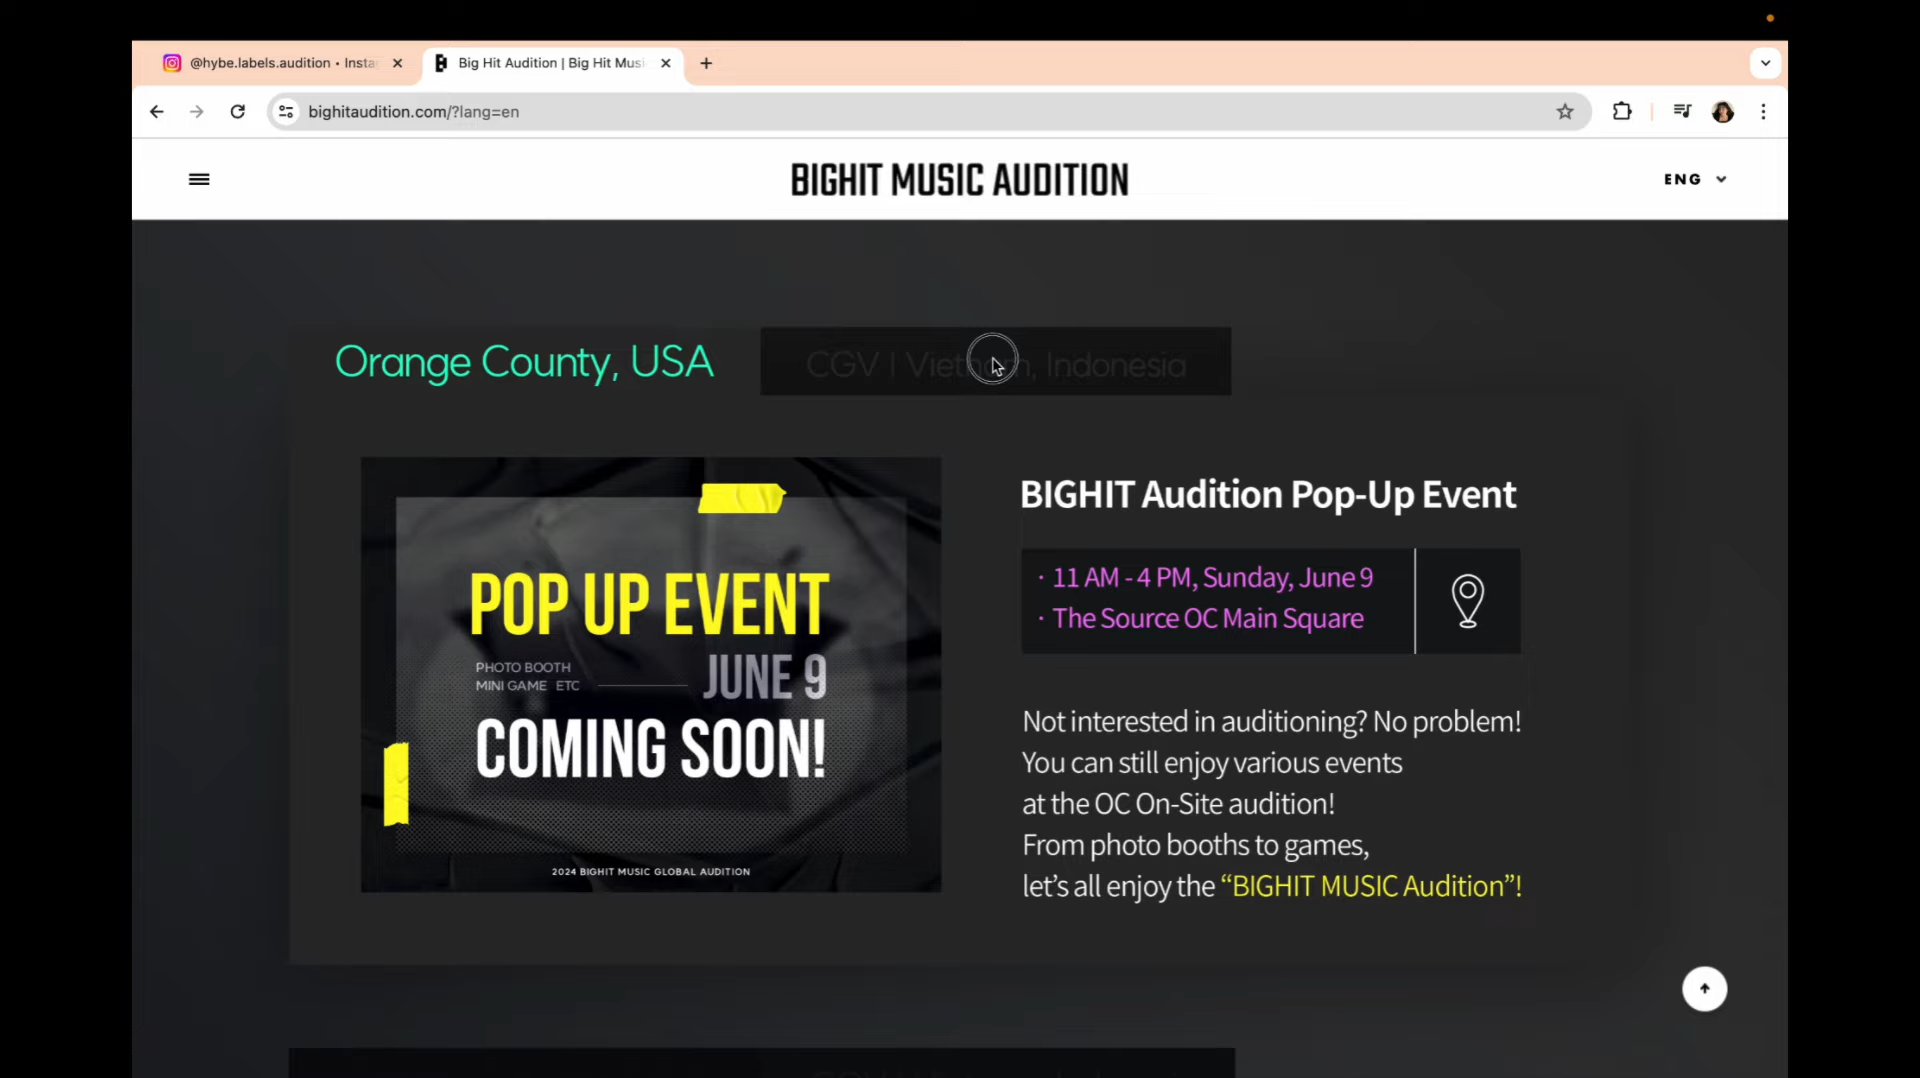 @hybe.labels.audition • Insta
Big Hit Audition | Big Hit Musi
bighitaudition.com/?lang=en
BIGHIT MUSIC AUDITION
ENG
Orange County, USA
CGV | Vietnam, Indonesia
BIGHIT Audition Pop-Up Event
· 11 AM - 4 PM, Sunday, June 9
· The Source OC Main Square
POP UP EVENT
PHOTO BOOTH
MINI GAME ETC
JUNE 9
COMING SOON!
2024 BIGHIT MUSIC GLOBAL AUDITION
Not interested in auditioning? No problem!
You can still enjoy various events
at the OC On-Site audition!
From photo booths to games,
let's all enjoy the “BIGHIT MUSIC Audition”!